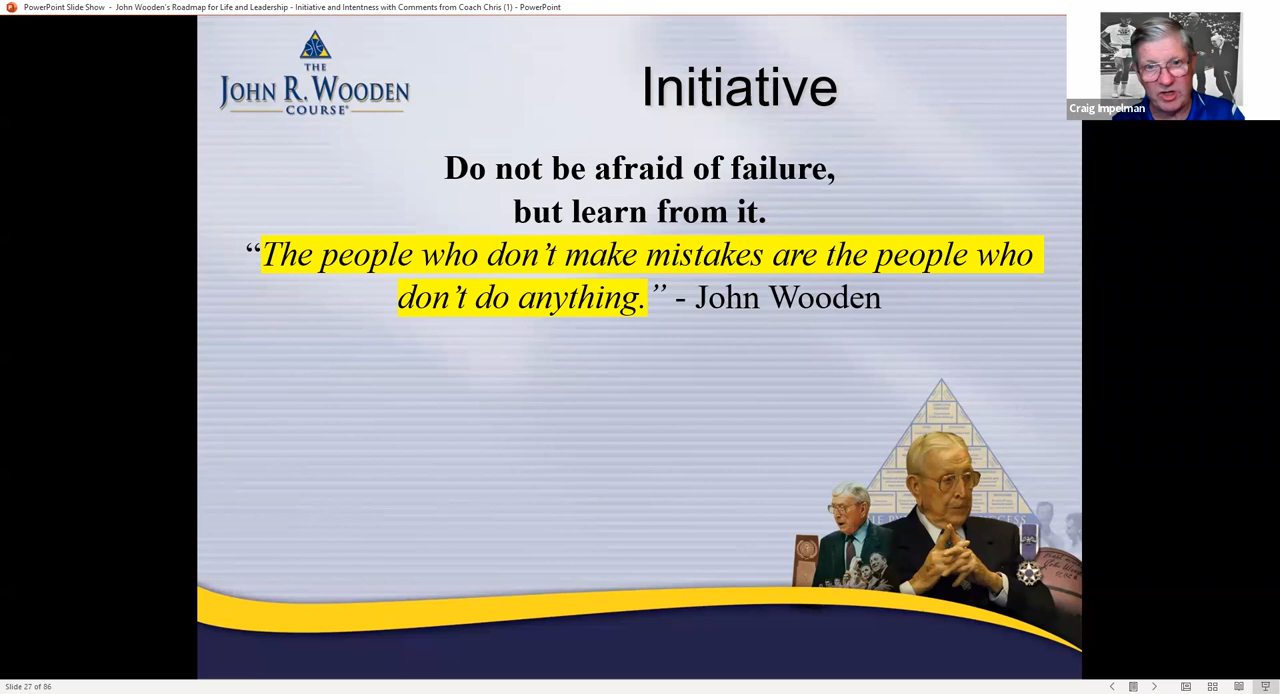 PowerPoint Slide Show - John Wooden's Roadmap for Life and Leadership - Initiative and Intentness with Comments from Coach Chris (1) - PowerPoint
THE
JOHN R. WOODEN
COURSE®
Initiative
Craig Impelman
Do not be afraid of failure,
but learn from it.
“The people who don’t make mistakes are the people who
don’t do anything.” - John Wooden
Slide 27 of 86